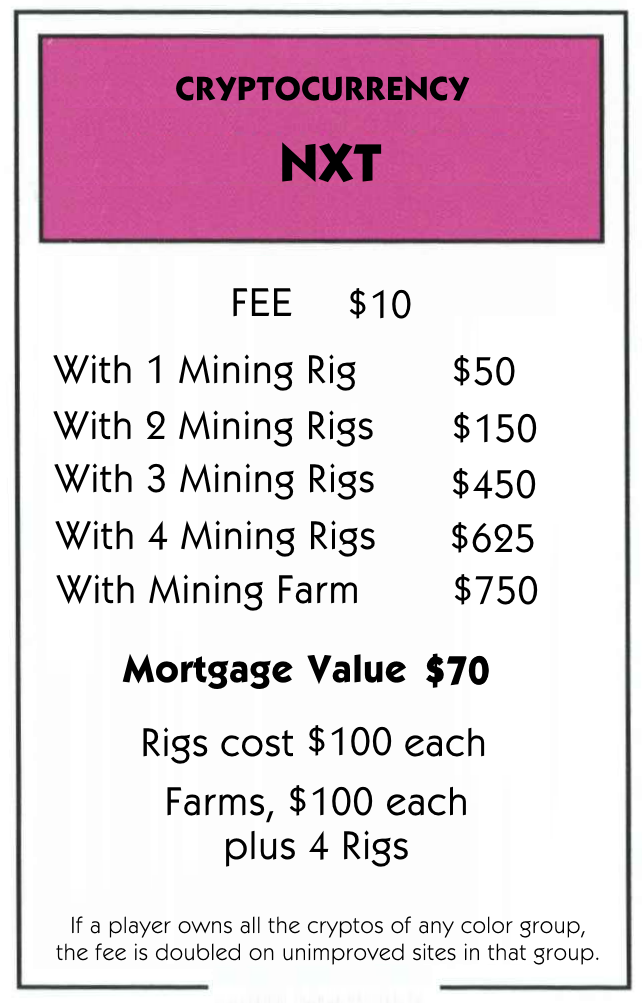 CRYPTOCURRENCY
NXT
FEE $10
With 1 Mining Rig $50
With 2 Mining Rigs $150
With 3 Mining Rigs $450
With 4 Mining Rigs $625
With Mining Farm $750
Mortgage Value $70
Rigs cost $100 each
Farms, $100 each
plus 4 Rigs
If a player owns all the cryptos of any color group,
the fee is doubled on unimproved sites in that group.